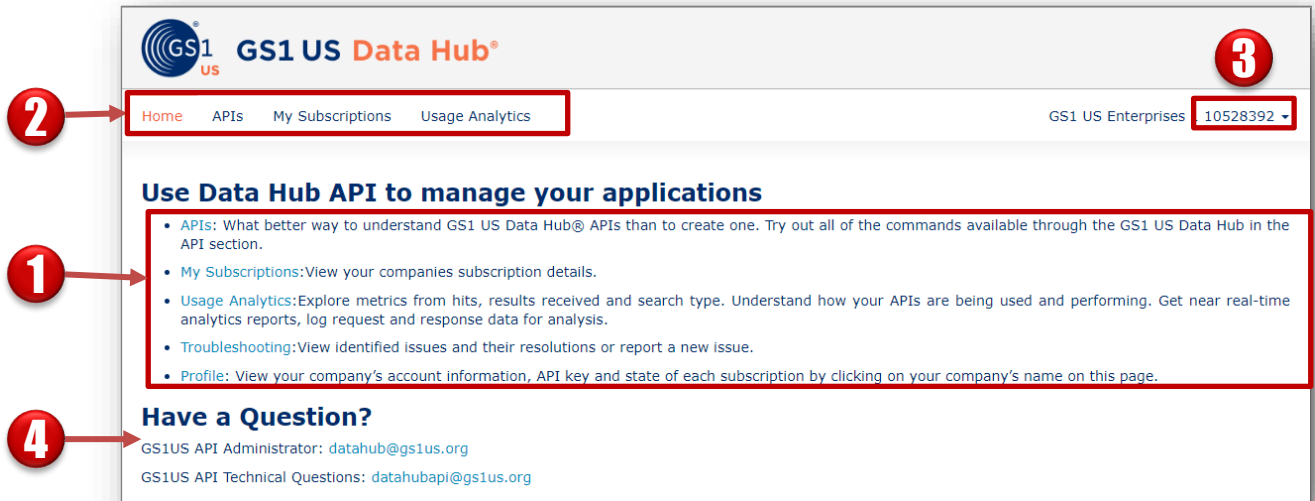 GS1 US
GS1 US Data Hub®
3
2
Home APIs My Subscriptions Usage Analytics
GS1 US Enterprises 10528392
Use Data Hub API to manage your applications
1
• APIs: What better way to understand GS1 US Data Hub® APIs than to create one. Try out all of the commands available through the GS1 US Data Hub in the
API section.
• My Subscriptions:View your companies subscription details.
• Usage Analytics:Explore metrics from hits, results received and search type. Understand how your APIs are being used and performing. Get near real-time
analytics reports, log request and response data for analysis.
• Troubleshooting:View identified issues and their resolutions or report a new issue.
• Profile: View your company’s account information, API key and state of each subscription by clicking on your company’s name on this page.
4
Have a Question?
GS1US API Administrator: datahub@gs1us.org
GS1US API Technical Questions: datahubapi@gs1us.org